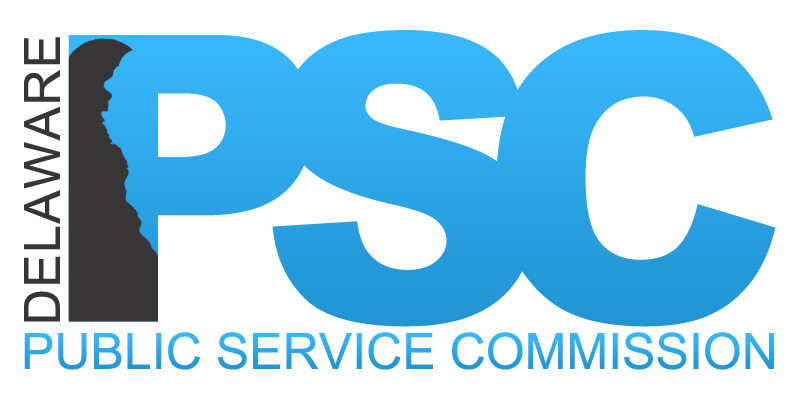 DELAWARE
PSC
PUBLIC SERVICE COMMISSION